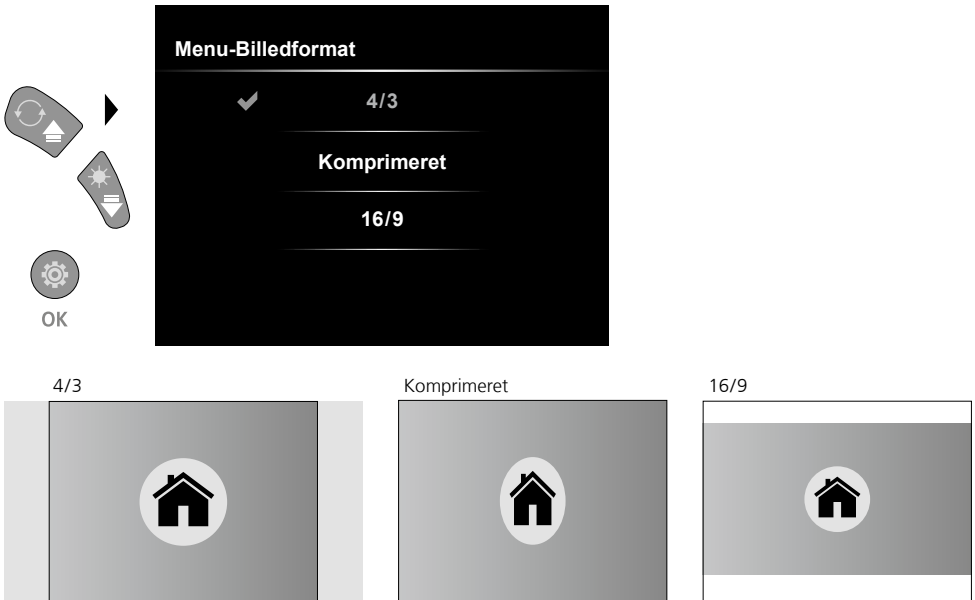 Menu-Billedformat
4/3
Komprimeret
16/9
OK
4/3 Komprimeret 16/9